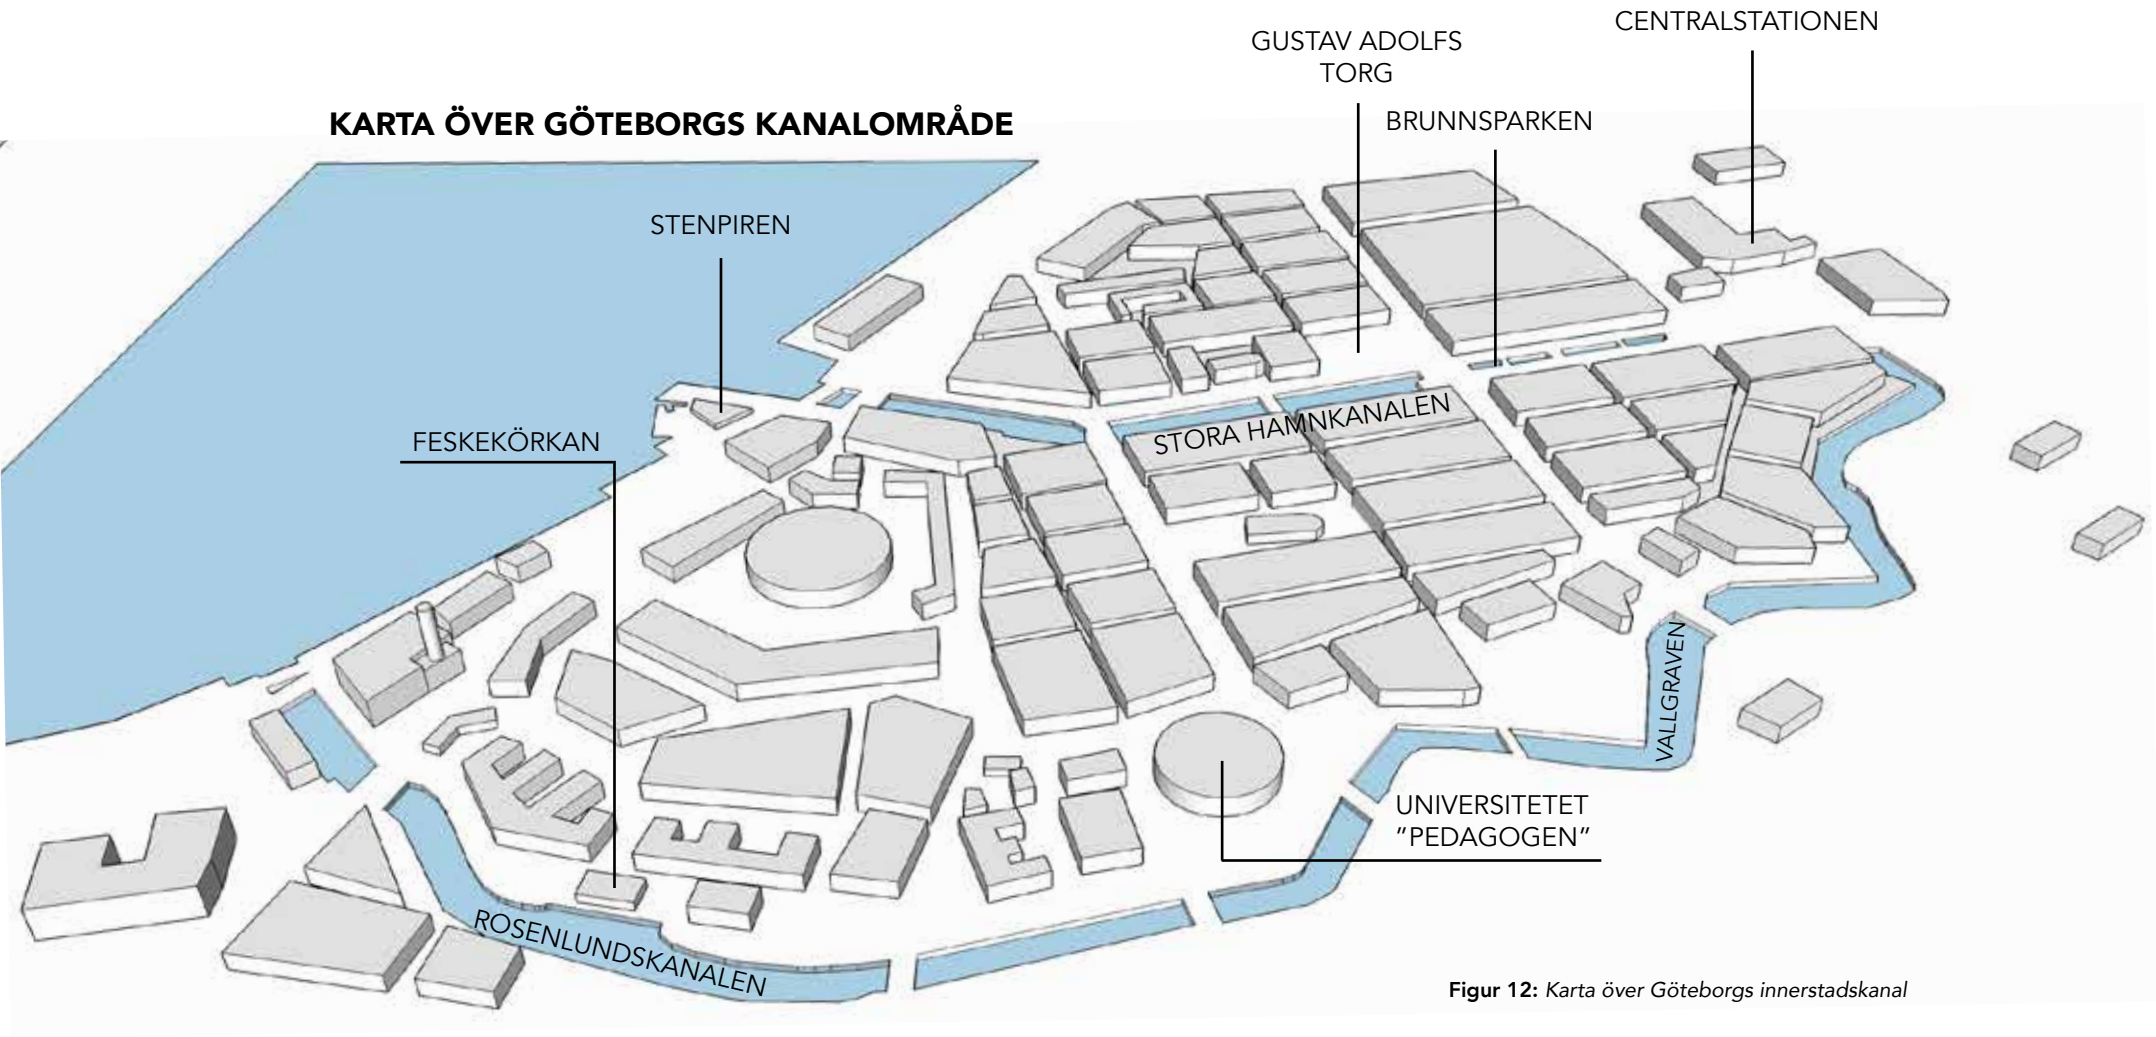 CENTRALSTATIONEN
GUSTAV ADOLFS
TORG
KARTA ÖVER GÖTEBORGS KANALOMRÅDE
BRUNNSPARKEN
STENPIREN
FESKEKÖRKAN
STORA HAMNKANALEN
VALLGRAVEN
UNIVERSITETET
”PEDAGOGEN”
ROSENLUNDSKANALEN
Figur 12: Karta över Göteborgs innerstadskanal